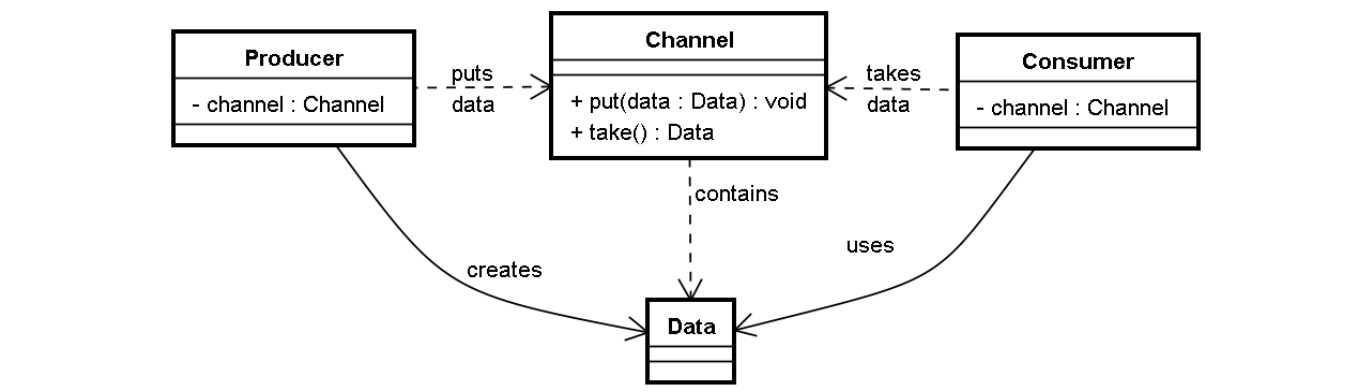 Producer
- channel : Channel
puts
data
Channel
+ put(data : Data) : void
+ take() : Data
takes
data
Consumer
- channel : Channel
contains
creates
uses
Data